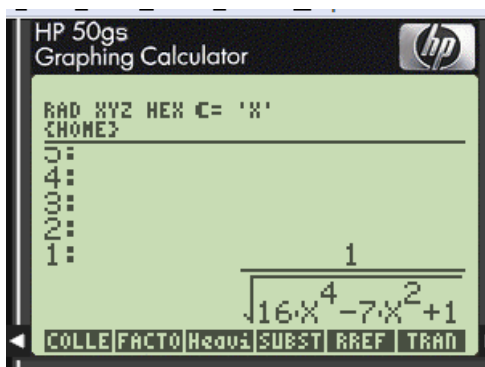 HP 50gs
Graphing Calculator
hp
RAD XYZ HEX C= 'X'
{HOME}
5:
4:
3:
2:
1: 1
√16·X^4-7·X^2+1
COLLE FACTO Heavi SUBST RREF TRAN